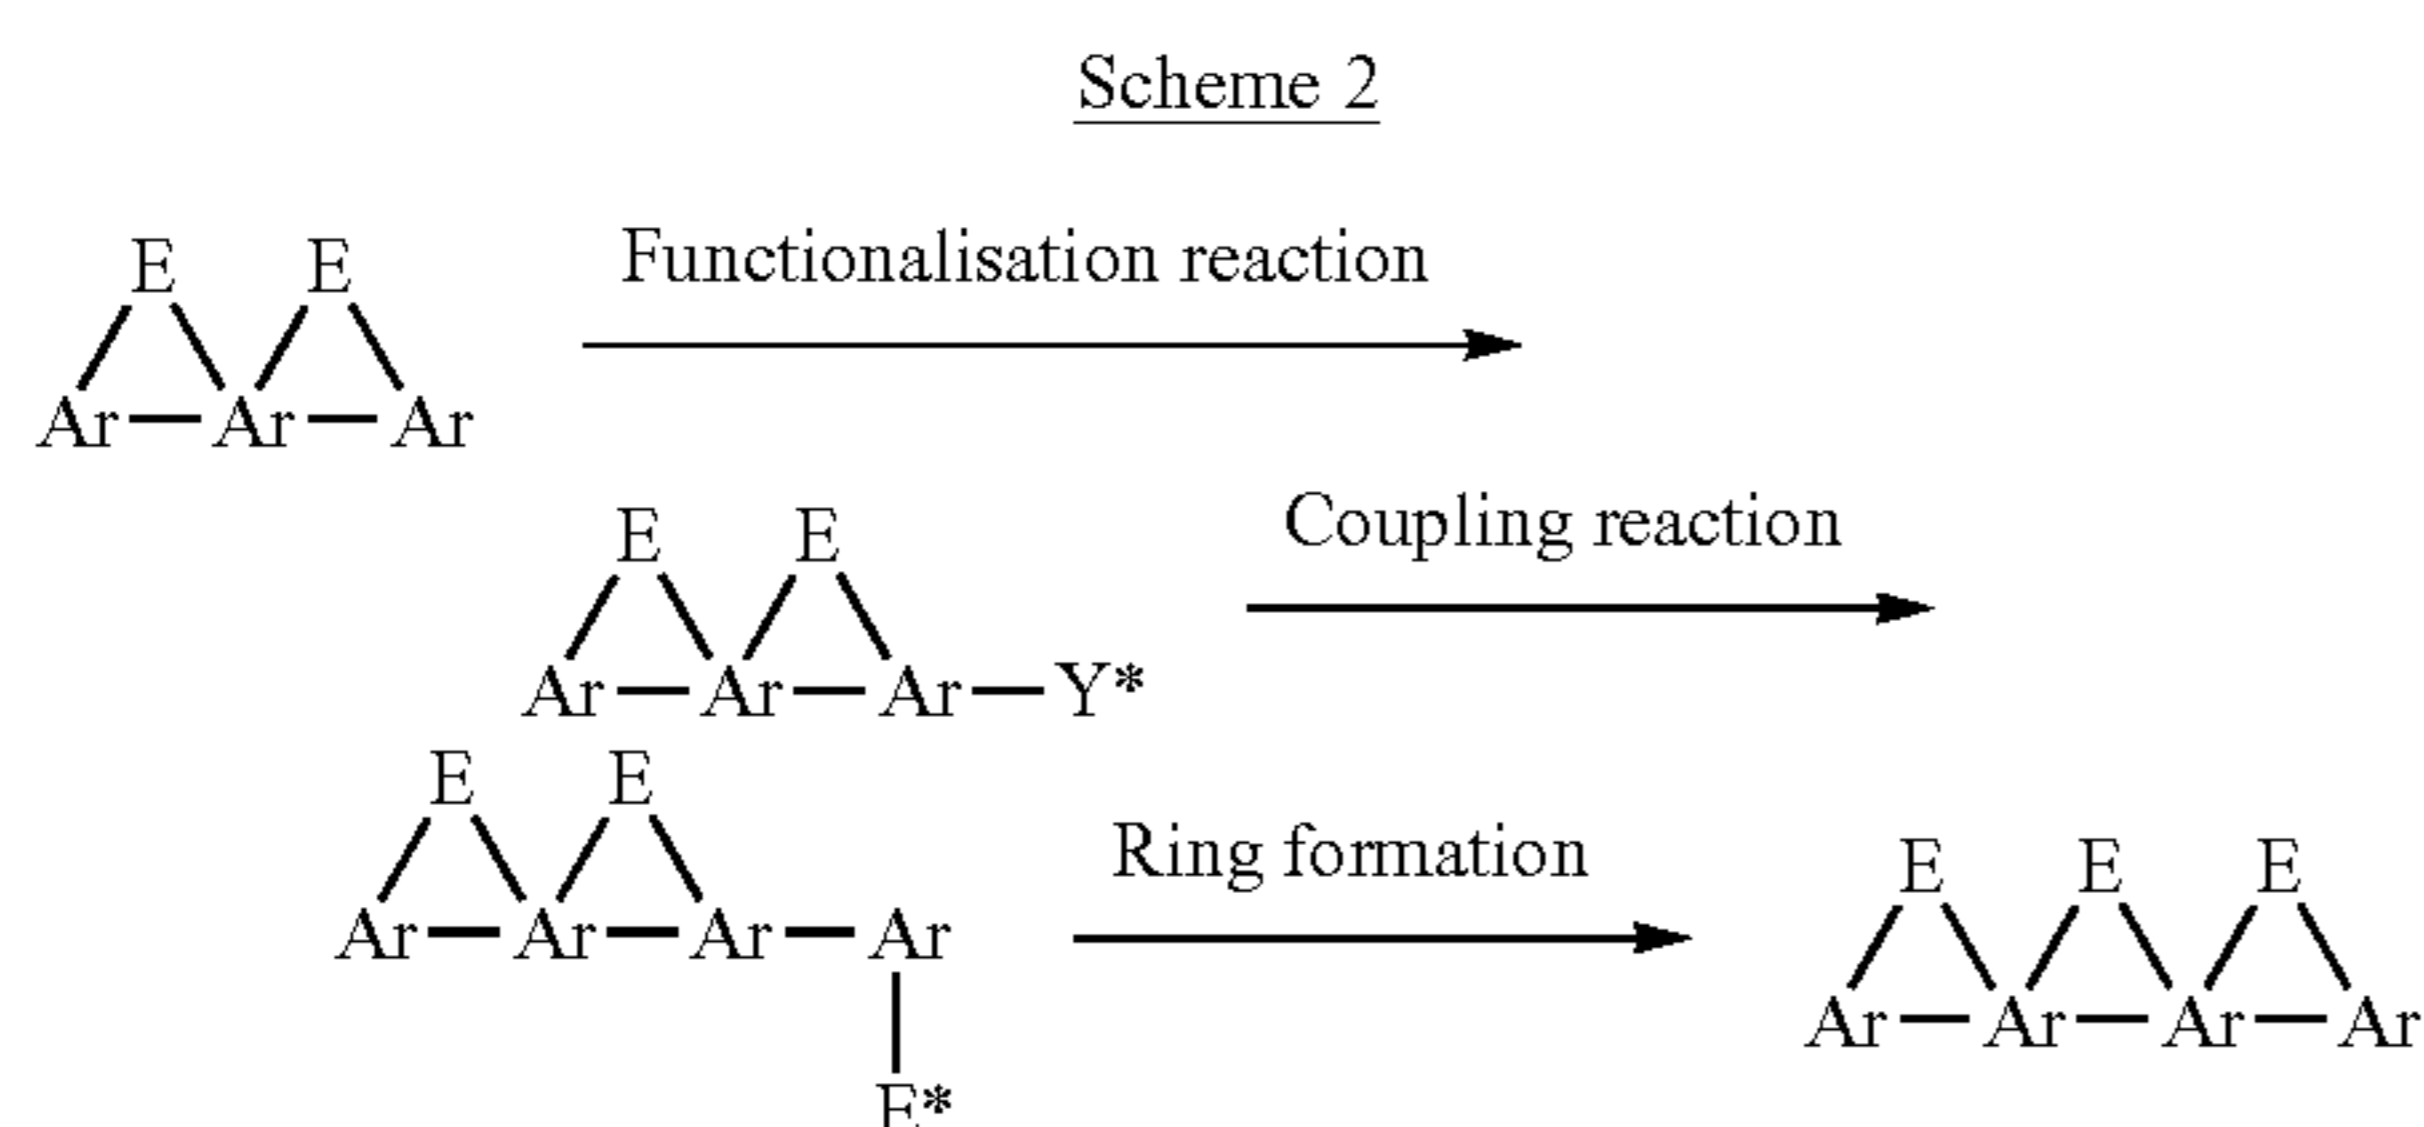 Scheme 2
E E Functionalisation reaction
Ar — Ar — Ar
E E Coupling reaction
Ar — Ar — Ar — Y*
E E Ring formation E E E
Ar — Ar — Ar — Ar
Ar — Ar — Ar — Ar
E*